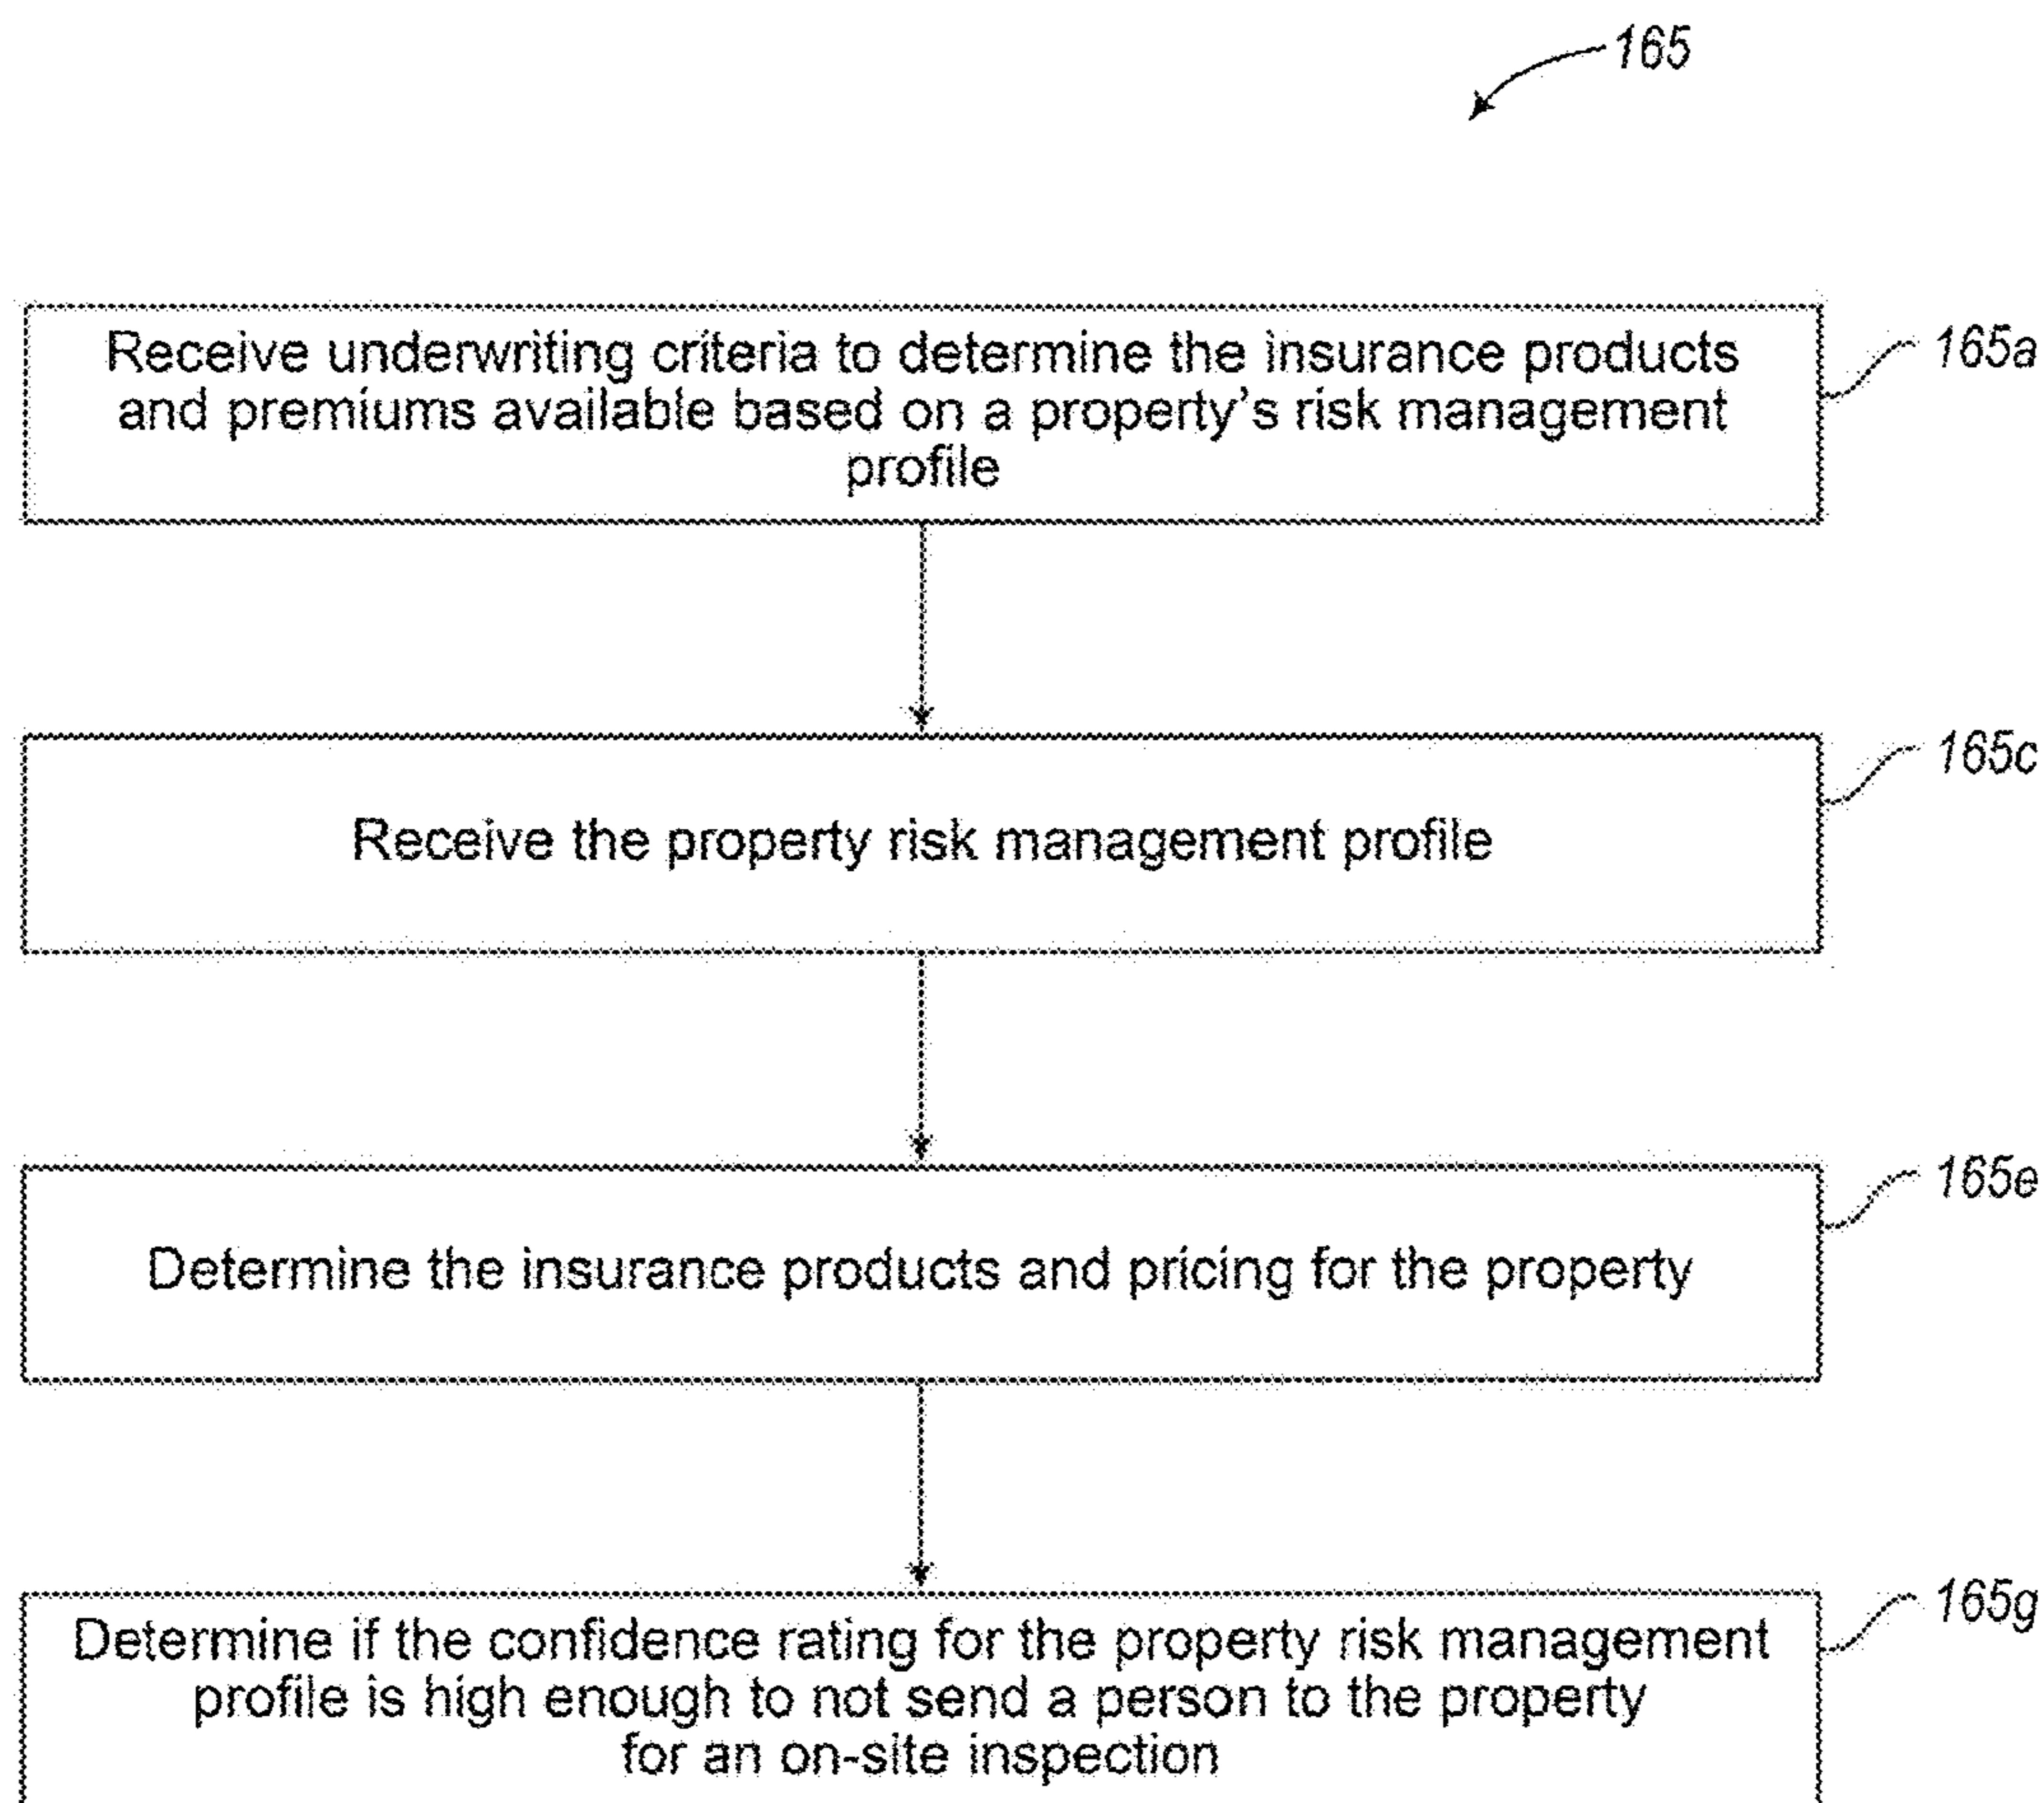 165
Receive underwriting criteria to determine the insurance products
165a
and premiums available based on a property's risk management
profile
165c
Receive the property risk management profile
165e
Determine the insurance products and pricing for the property
165g
Determine if the confidence rating for the property risk management
profile is high enough to not send a person to the property
for an on-site inspection